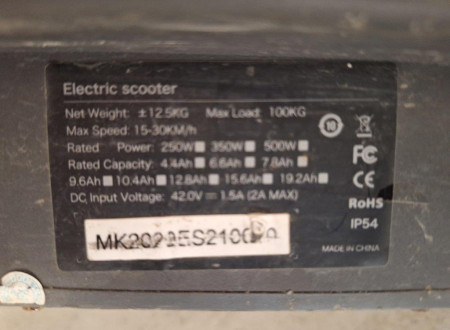 Electric scooter
Net Weight: ±12.5KG Max Load: 100KG
Max Speed: 15-30KM/h
Rated Power: 250W 350W 500W
Rated Capacity: 4.4Ah 6.6Ah 7.8Ah
9.6Ah 10.4Ah 12.8Ah 15.6Ah 19.2Ah
DC Input Voltage: 42.0V 1.5A (2A MAX)
10
FC
CE
RoHS
IP54
MADE IN CHINA